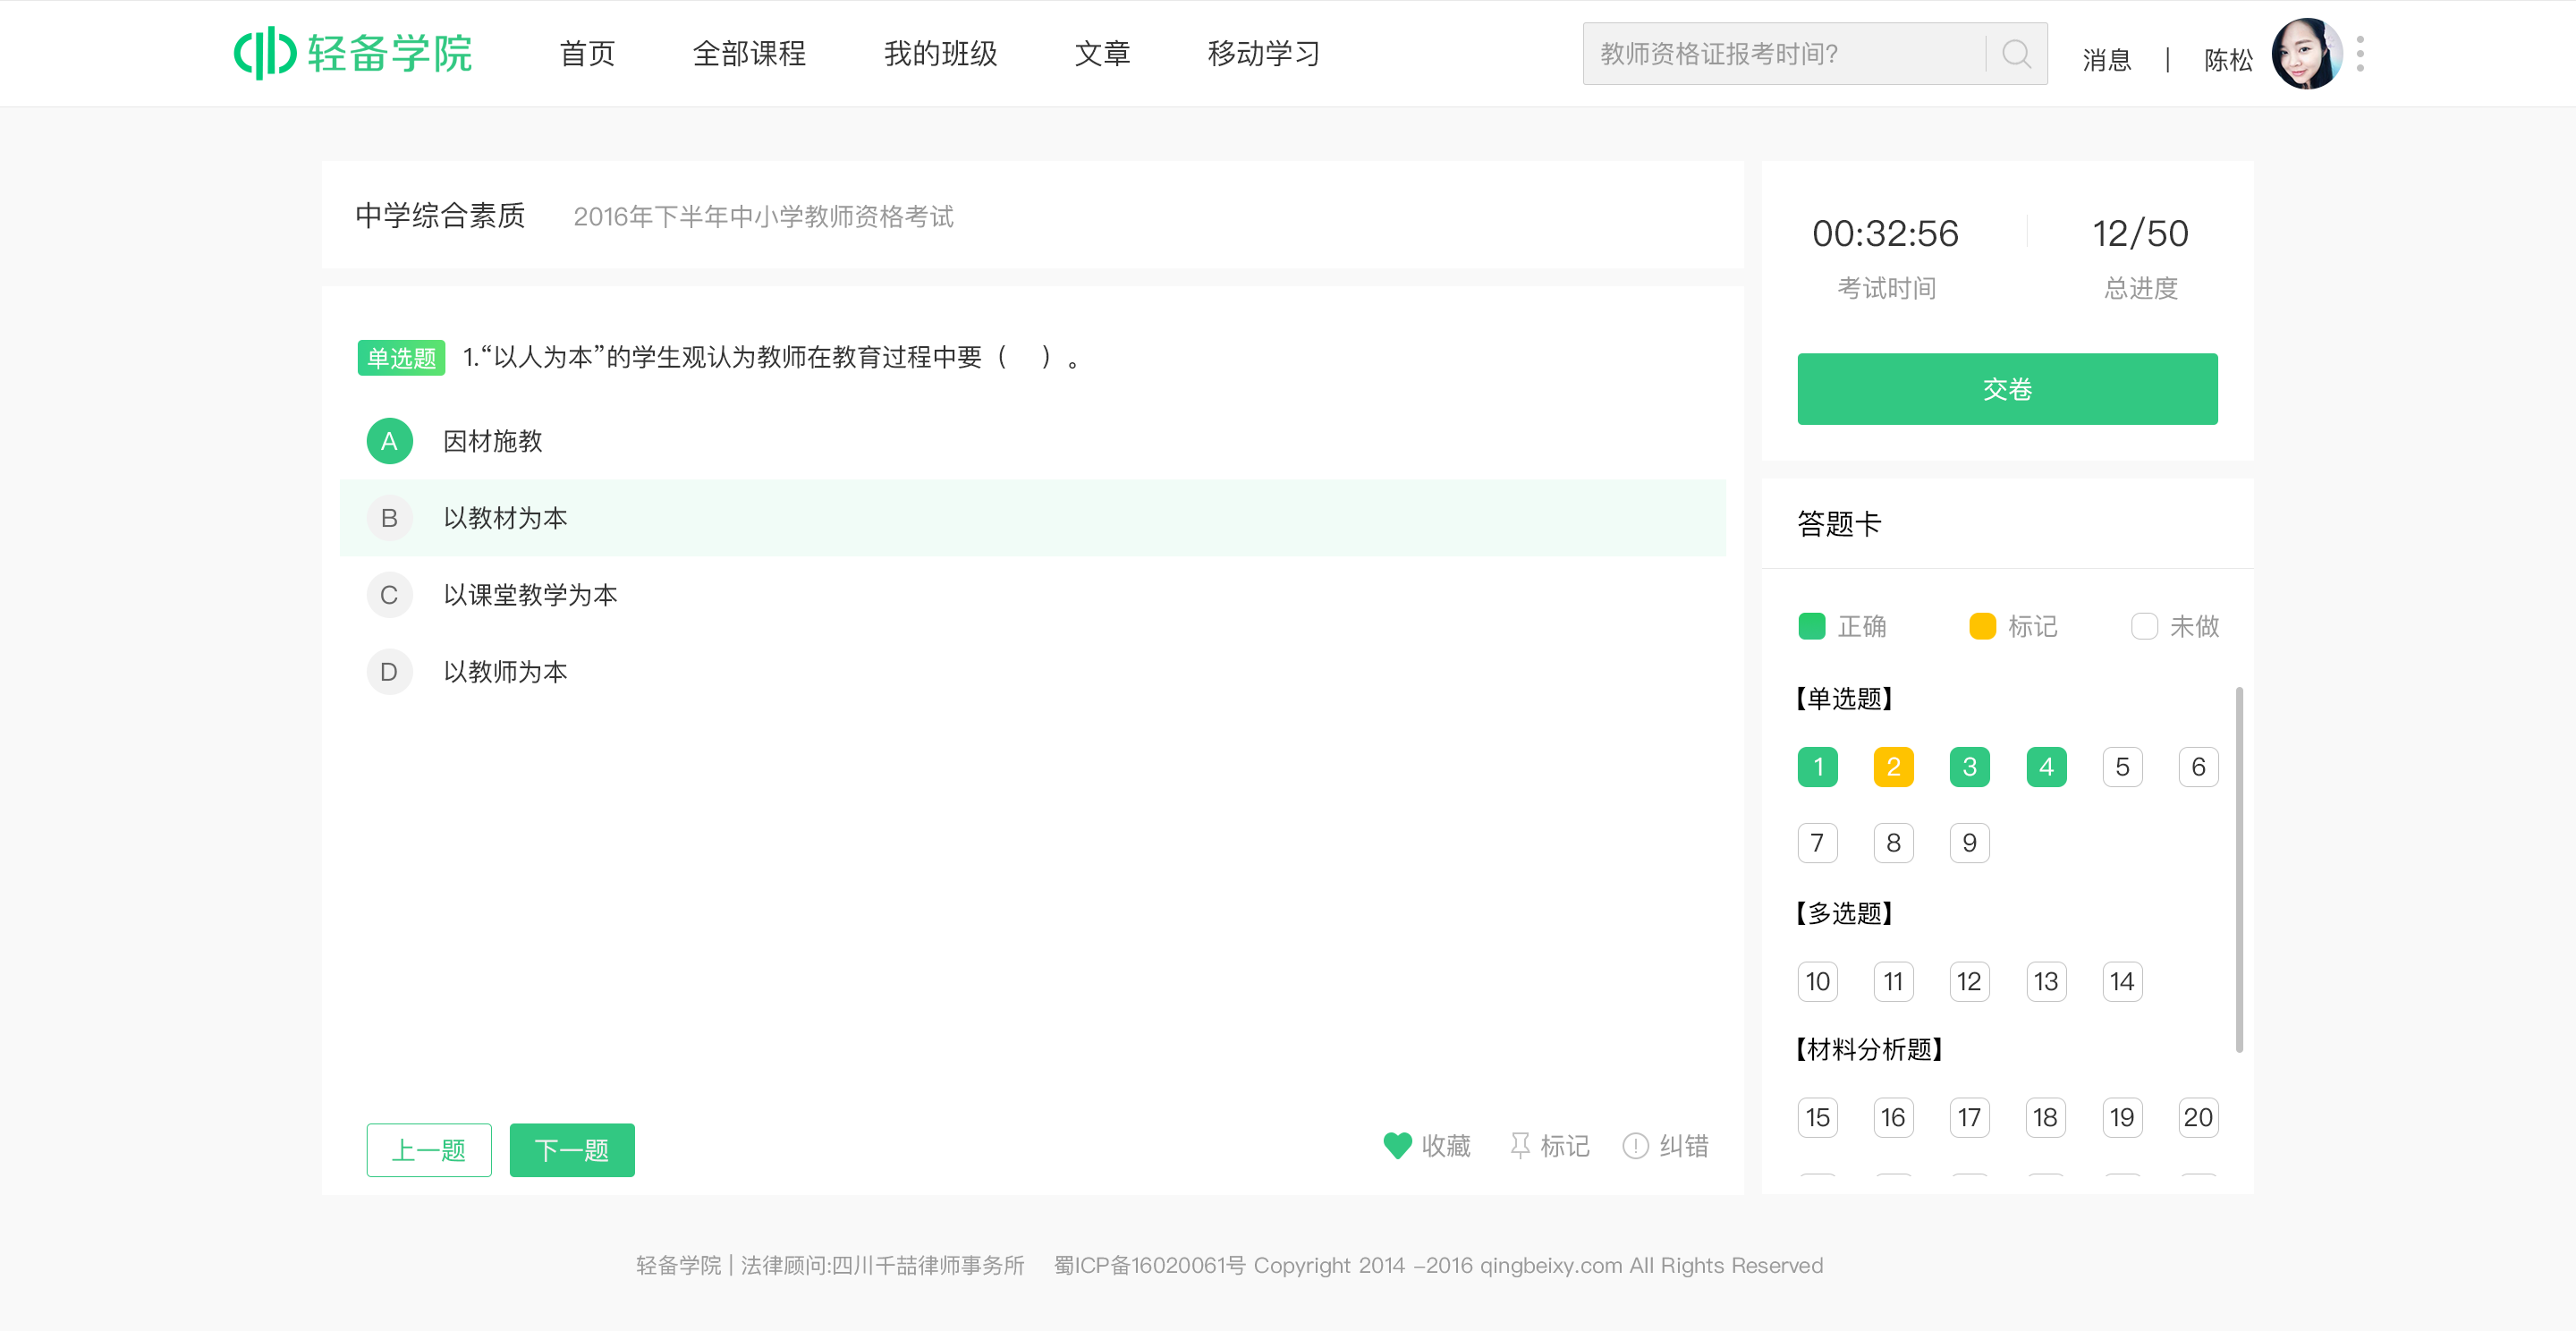 轻备学院 首页 全部课程 我的班级 文章 移动学习 教师资格证报考时间? 消息 | 陈松
中学综合素质 2016年下半年中小学教师资格考试
单选题 1.“以人为本”的学生观认为教师在教育过程中要（ ）。
A 因材施教
B 以教材为本
C 以课堂教学为本
D 以教师为本
上一题 下一题 收藏 标记 纠错
00:32:56 12/50
考试时间 总进度
交卷
答题卡
正确 标记 未做
【单选题】
1 2 3 4 5 6
7 8 9
【多选题】
10 11 12 13 14
【材料分析题】
15 16 17 18 19 20
轻备学院 | 法律顾问:四川千喆律师事务所 蜀ICP备16020061号 Copyright 2014 -2016 qingbeixy.com All Rights Reserved